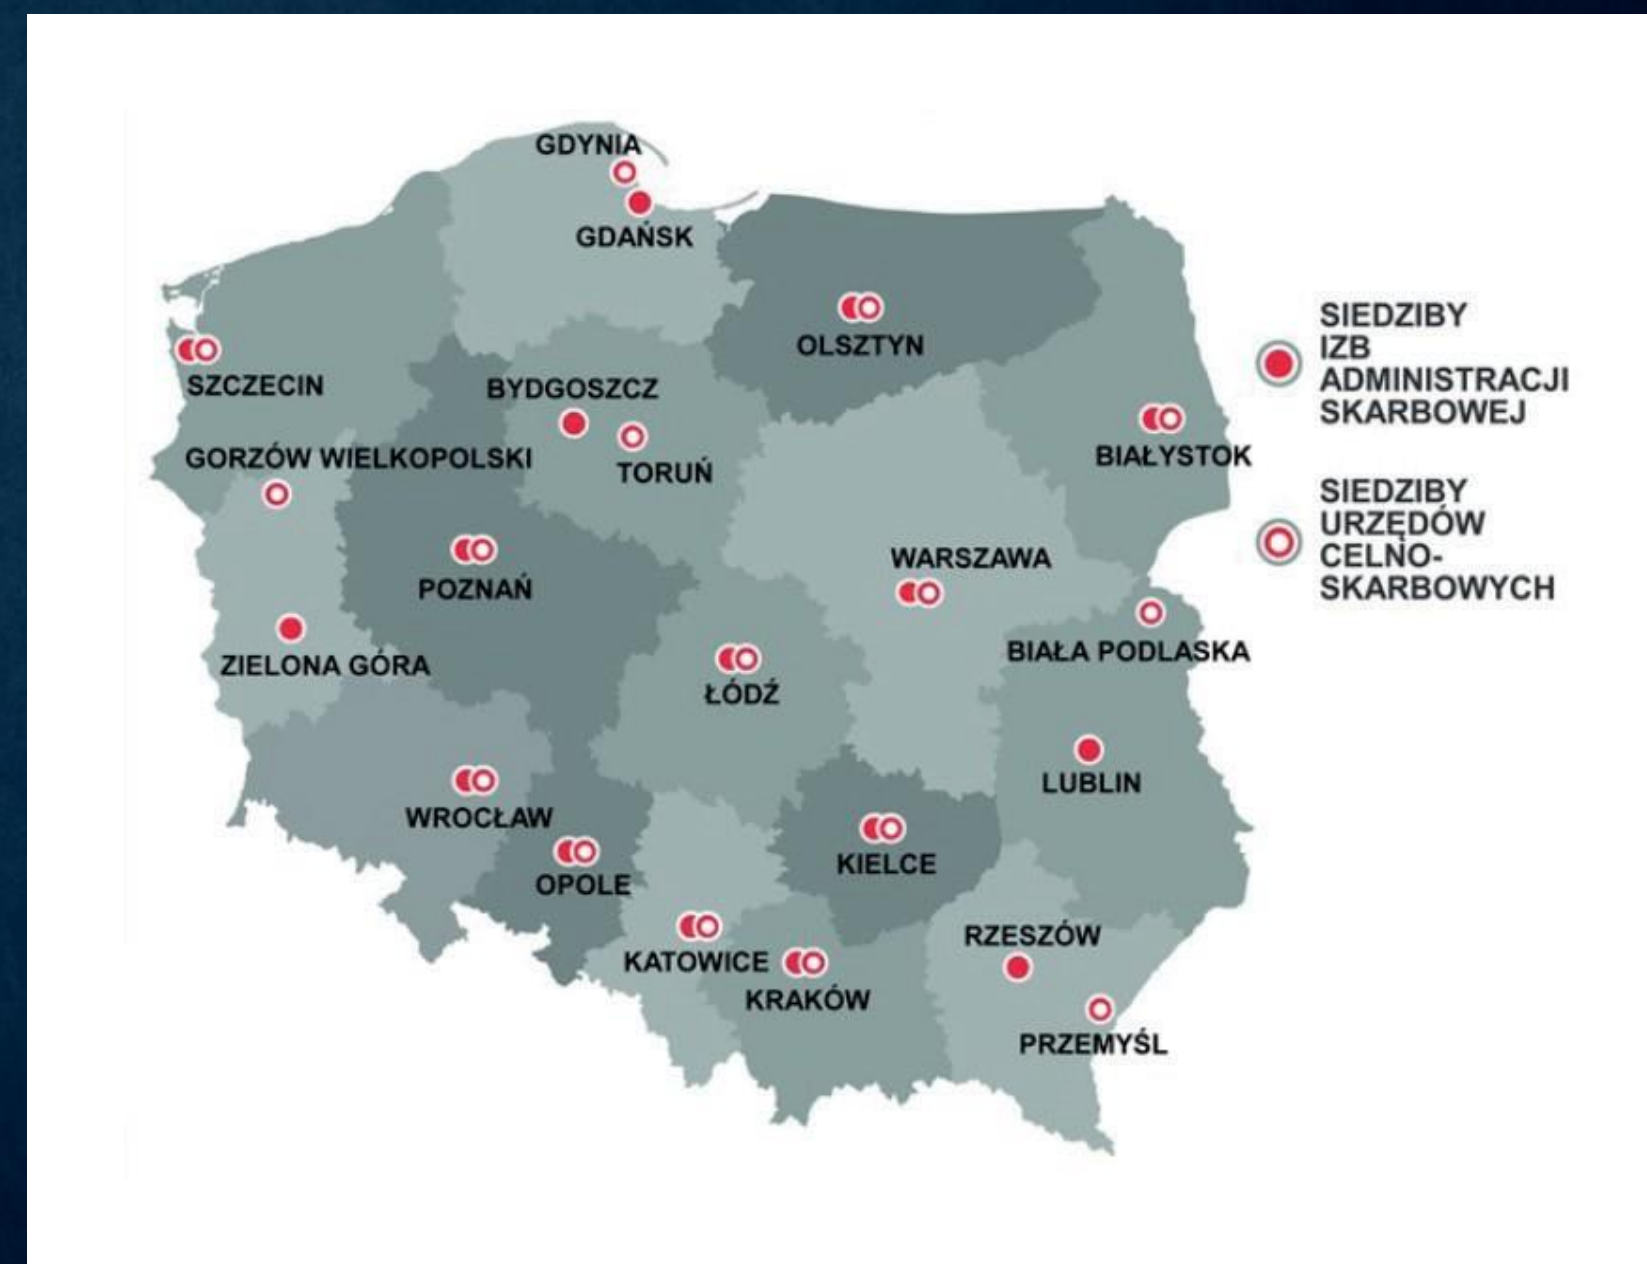 GDYNIA
GDAŃSK
OLSZTYN
SZCZECIN
BYDGOSZCZ
TORUŃ
GORZÓW WIELKOPOLSKI
BIAŁYSTOK
POZNAŃ
WARSZAWA
BIAŁA PODLASKA
ZIELONA GÓRA
ŁÓDŹ
LUBLIN
WROCŁAW
KIELCE
OPOLE
RZESZÓW
KATOWICE
KRAKÓW
PRZEMYŚL
SIEDZIBY
IZB
ADMINISTRACJI
SKARBOWEJ
SIEDZIBY
URZĘDÓW
CELNO-
SKARBOWYCH